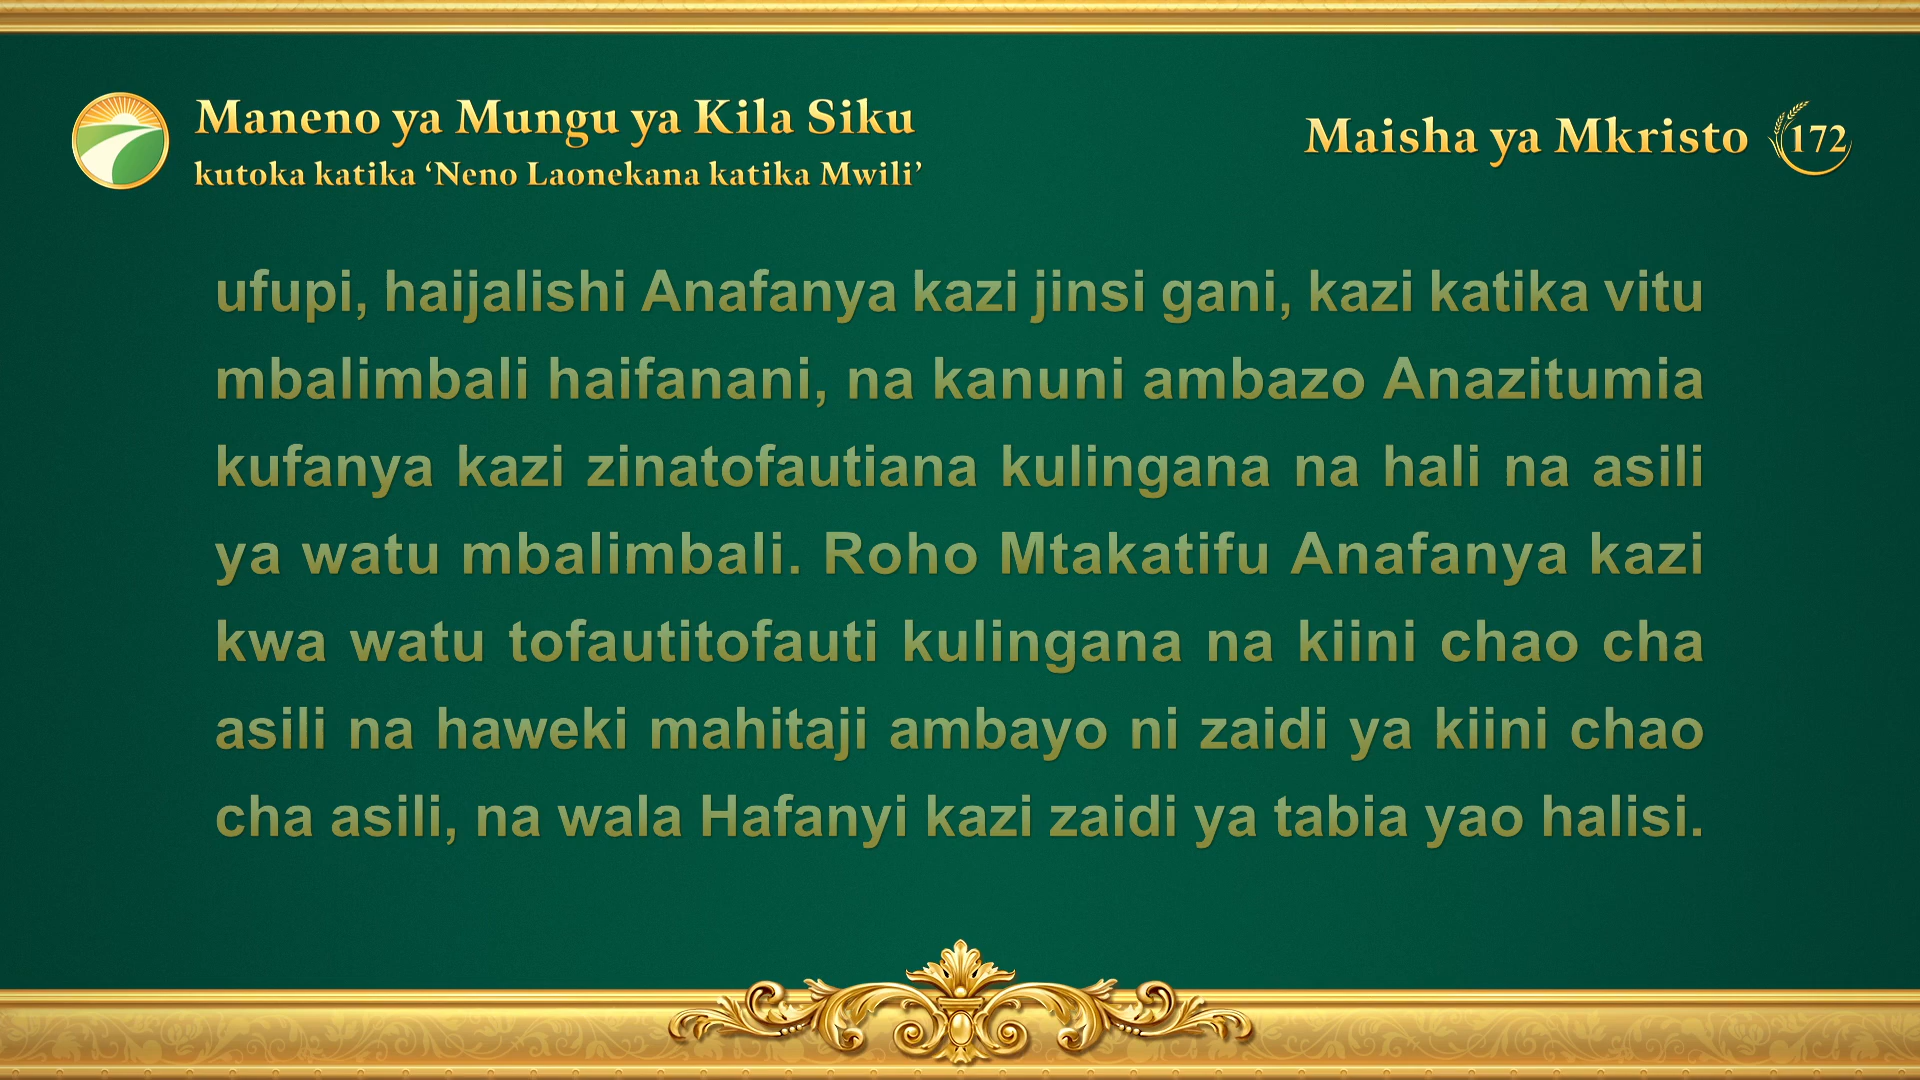 Maneno ya Mungu ya Kila Siku
kutoka katika ‘Neno Laonekana katika Mwili’
Maisha ya Mkristo 172
ufupi, haijalishi Anafanya kazi jinsi gani, kazi katika vitu
mbalimbali haifanani, na kanuni ambazo Anazitumia
kufanya kazi zinatofautiana kulingana na hali na asili
ya watu mbalimbali. Roho Mtakatifu Anafanya kazi
kwa watu tofautitofauti kulingana na kiini chao cha
asili na haweki mahitaji ambayo ni zaidi ya kiini chao
cha asili, na wala Hafanyi kazi zaidi ya tabia yao halisi.